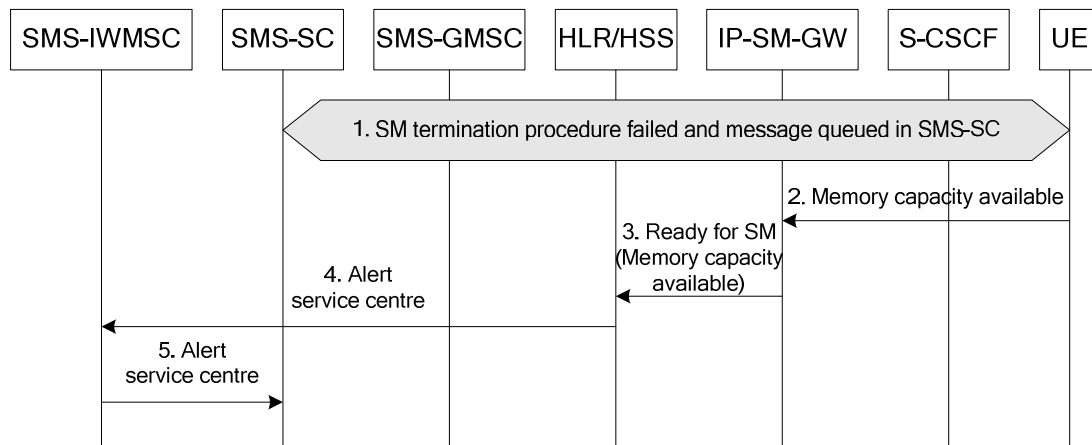 SMS-IWMSC SMS-SC SMS-GMSC HLR/HSS IP-SM-GW S-CSCF UE
1. SM termination procedure failed and message queued in SMS-SC
2. Memory capacity available
3. Ready for SM
(Memory capacity
available)
4. Alert
service centre
5. Alert
service centre